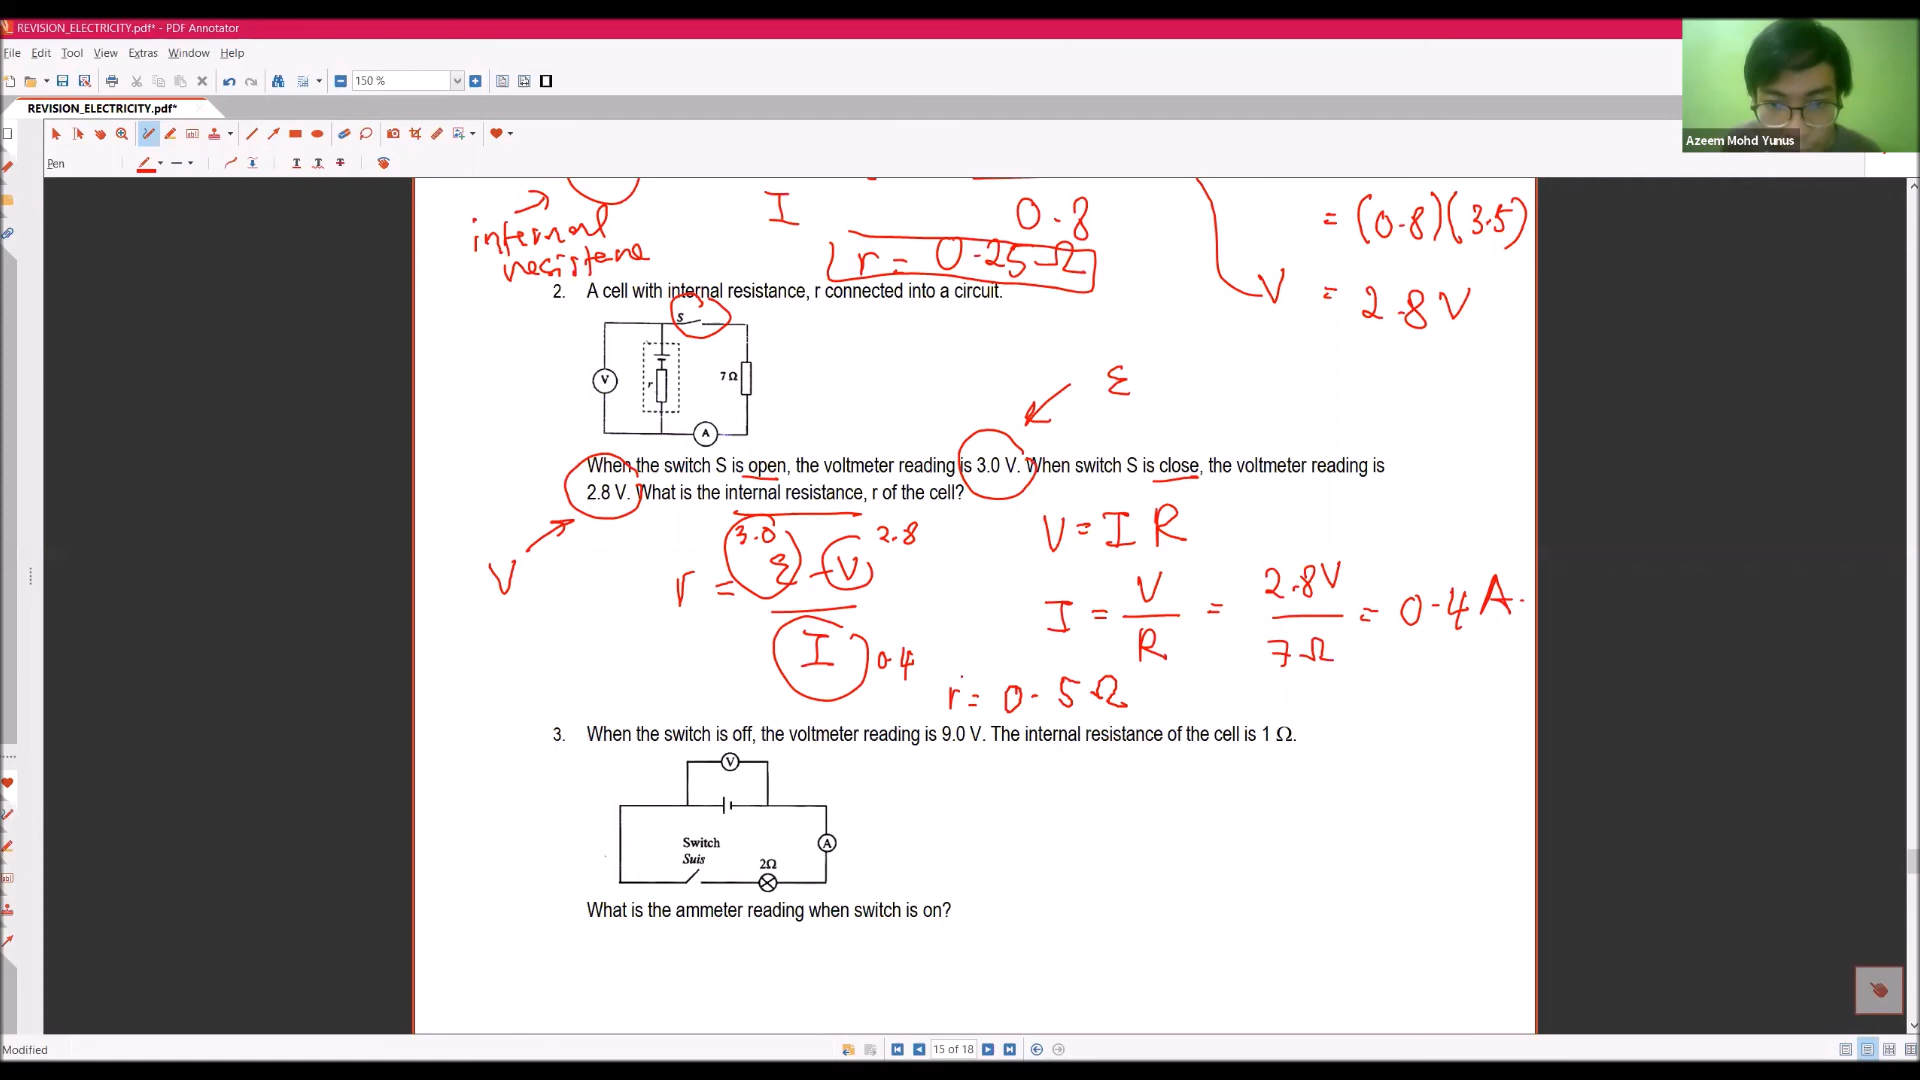 REVISION_ELECTRICITY.pdf* - PDF Annotator
File Edit Tool View Extras Window Help
150 %
REVISION_ELECTRICITY.pdf*
Azeem Mohd Yunus
Pen
internal
resistene
I
0.8
r = 0.25 Ω
= (0.8)(3.5)
V = 2.8 V
2. A cell with internal resistance, r connected into a circuit.
S
V
r
7 Ω
A
ε
When the switch S is open, the voltmeter reading is 3.0 V. When switch S is close, the voltmeter reading is
2.8 V. What is the internal resistance, r of the cell?
V
3.0 2.8
r = ε - V
I 0.4
V = I R
I = V / R = 2.8V / 7Ω = 0.4 A.
r = 0.5 Ω
3. When the switch is off, the voltmeter reading is 9.0 V. The internal resistance of the cell is 1 Ω.
V
A
Switch
Suis
2Ω
What is the ammeter reading when switch is on?
Modified
15 of 18